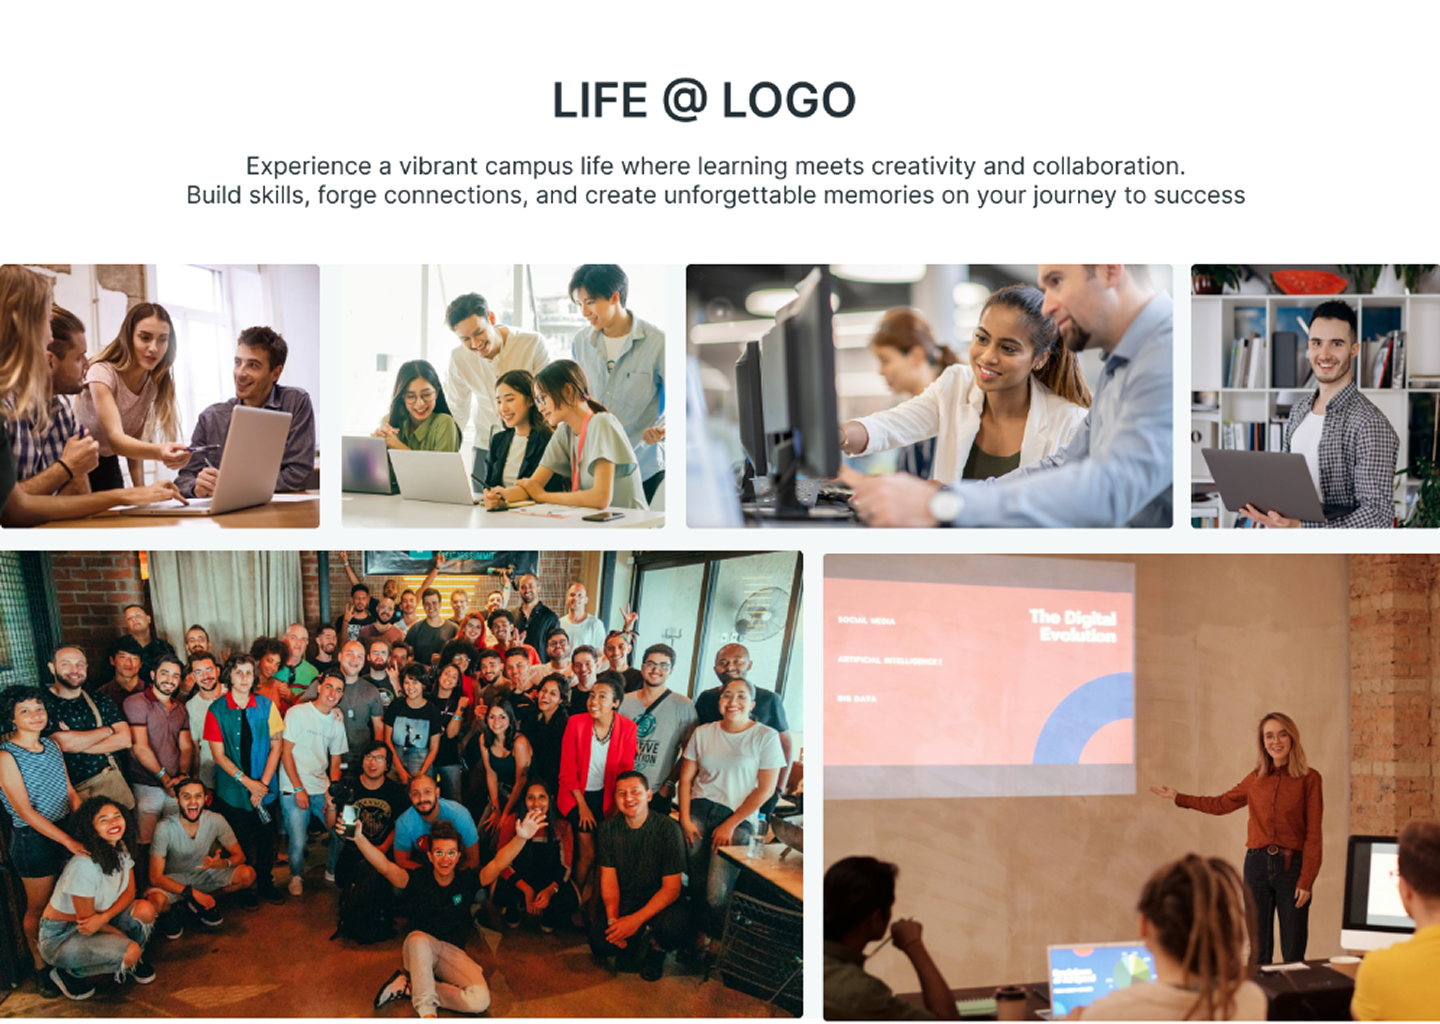 LIFE @ LOGO
Experience a vibrant campus life where learning meets creativity and collaboration.
Build skills, forge connections, and create unforgettable memories on your journey to success
SOCIAL MEDIA
The Digital
Evolution
ARTIFICIAL INTELLIGENCE
BIG DATA